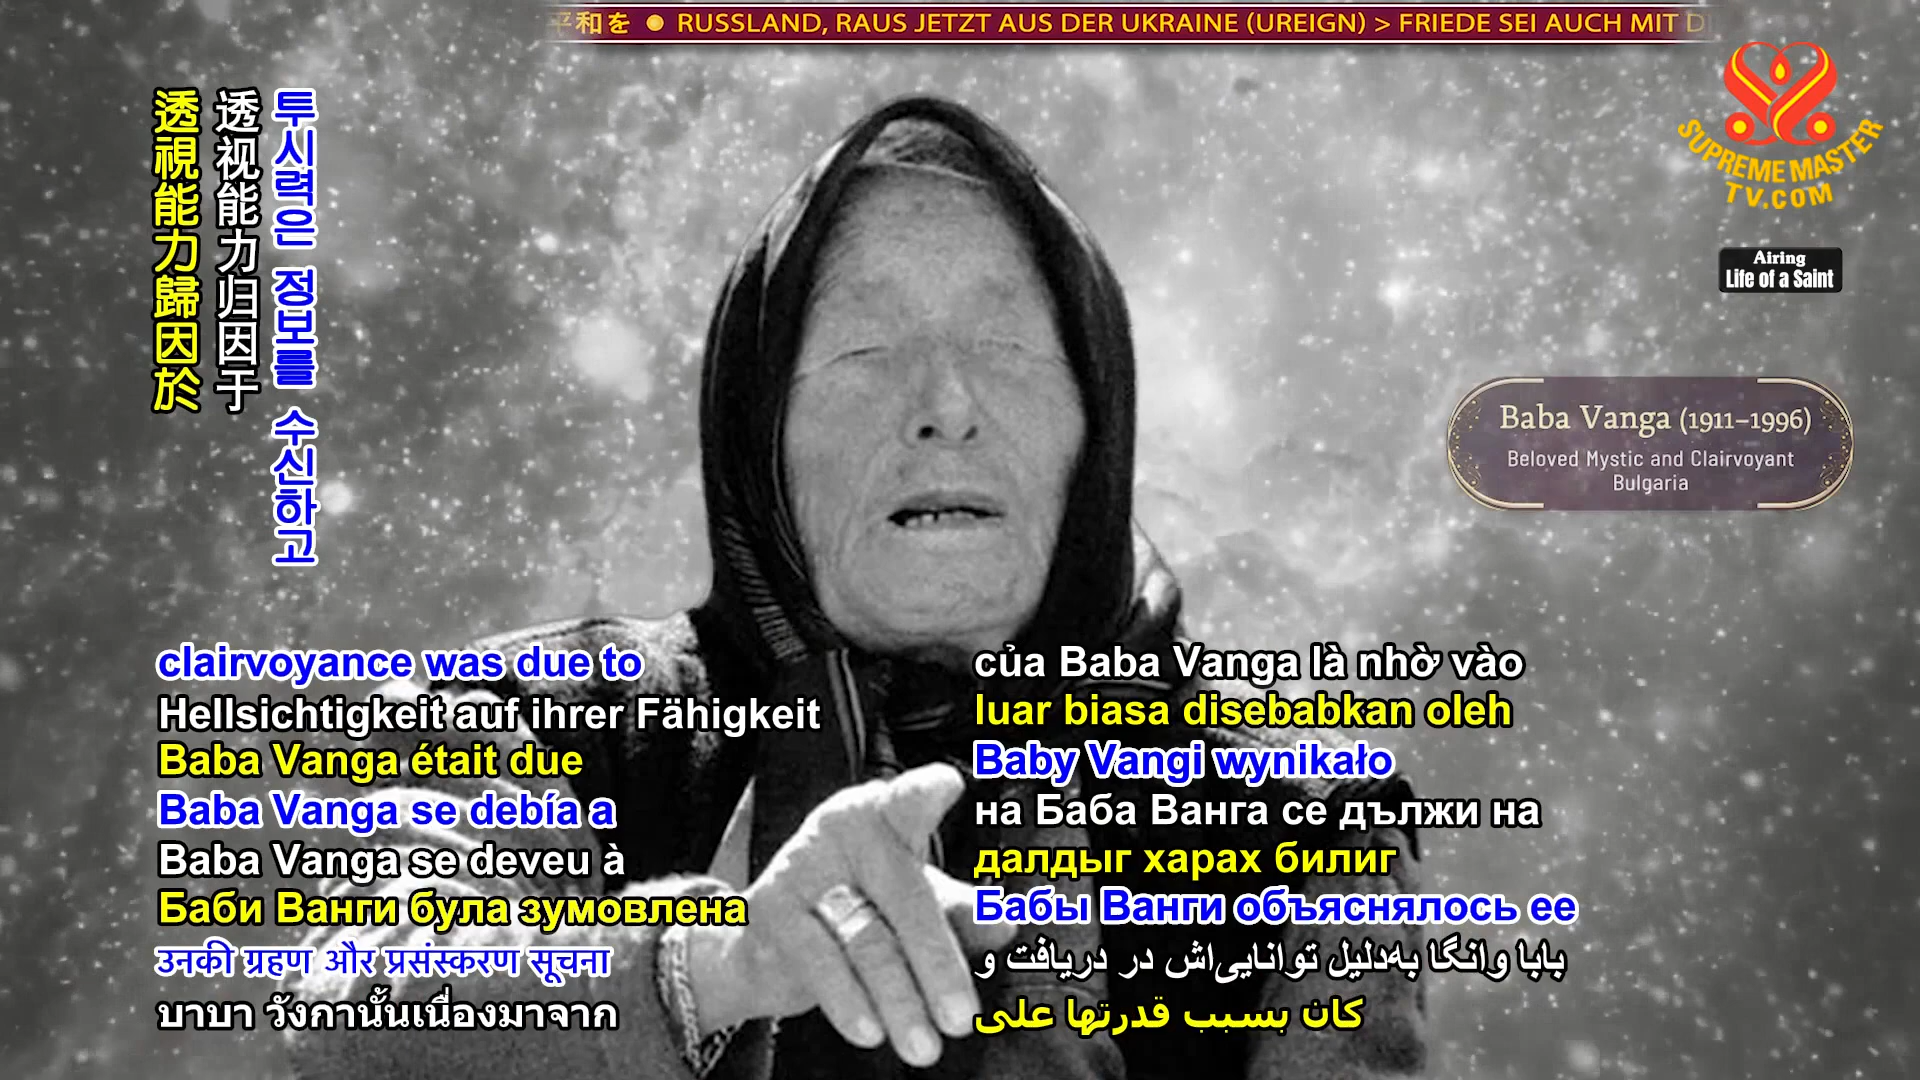 平和を ● RUSSLAND, RAUS JETZT AUS DER UKRAINE (UREIGN) > FRIEDE SEI AUCH MIT
SUPREME MASTER
TV.COM
Airing
Life of a Saint
투시력은 정보를 수신하고
透视能力归因于
透視能力歸因於
Baba Vanga (1911–1996)
Beloved Mystic and Clairvoyant
Bulgaria
clairvoyance was due to
Hellsichtigkeit auf ihrer Fähigkeit
Baba Vanga était due
Baba Vanga se debía a
Baba Vanga se deveu à
Баби Ванги була зумовлена
उनकी ग्रहण और प्रसंस्करण सूचना
บาบา วังกานั้นเนื่องมาจาก
của Baba Vanga là nhờ vào
luar biasa disebabkan oleh
Baby Vangi wynikało
на Баба Ванга се дължи на
далдыг харах билиг
Бабы Ванги объяснялось ее
بابا وانگا به‌دلیل توانایی‌اش در دریافت و
كان بسبب قدرتها على